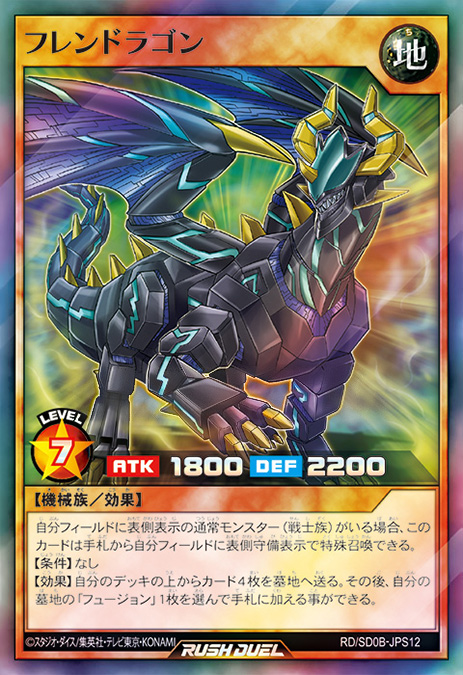 フレンドラゴン
地
LEVEL
7
ATK 1800 DEF 2200
【機械族／効果】
自分フィールドに表側表示の通常モンスター（戦士族）がいる場合、この
カードは手札から自分フィールドに表側守備表示で特殊召喚できる。
【条件】なし
【効果】自分のデッキの上からカード4枚を墓地へ送る。その後、自分の
墓地の「フュージョン」1枚を選んで手札に加える事ができる。
©スタジオ・ダイス/集英社・テレビ東京・KONAMI RUSH DUEL RD/SD0B-JPS12